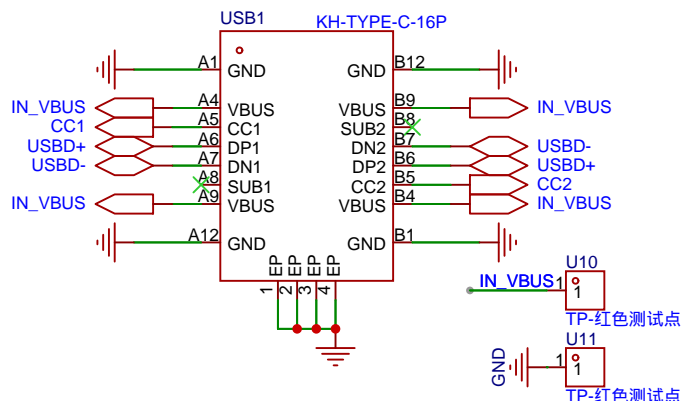 USB1
KH-TYPE-C-16P
A1
GND
GND
B12
IN_VBUS
A4
VBUS
VBUS
B9
IN_VBUS
CC1
A5
CC1
SUB2
B8
USBD+
A6
DP1
DN2
B7
USBD-
USBD-
A7
DN1
DP2
B6
USBD+
A8
SUB1
CC2
B5
CC2
IN_VBUS
A9
VBUS
VBUS
B4
IN_VBUS
A12
GND
GND
B1
EP
EP
EP
EP
1
2
3
4
U10
IN_VBUS
1
1
TP-红色测试点
U11
GND
1
1
TP-红色测试点